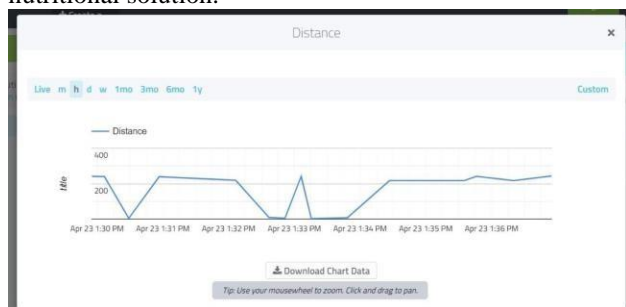 nutritional solution.
Distance
×
Live m h d w 1mo 3mo 6mo 1y
Custom
Distance
400
title
200
Apr 23 1:30 PM Apr 23 1:31 PM Apr 23 1:32 PM Apr 23 1:33 PM Apr 23 1:34 PM Apr 23 1:35 PM Apr 23 1:36 PM
Download Chart Data
Tip: Use your mousewheel to zoom. Click and drag to pan.